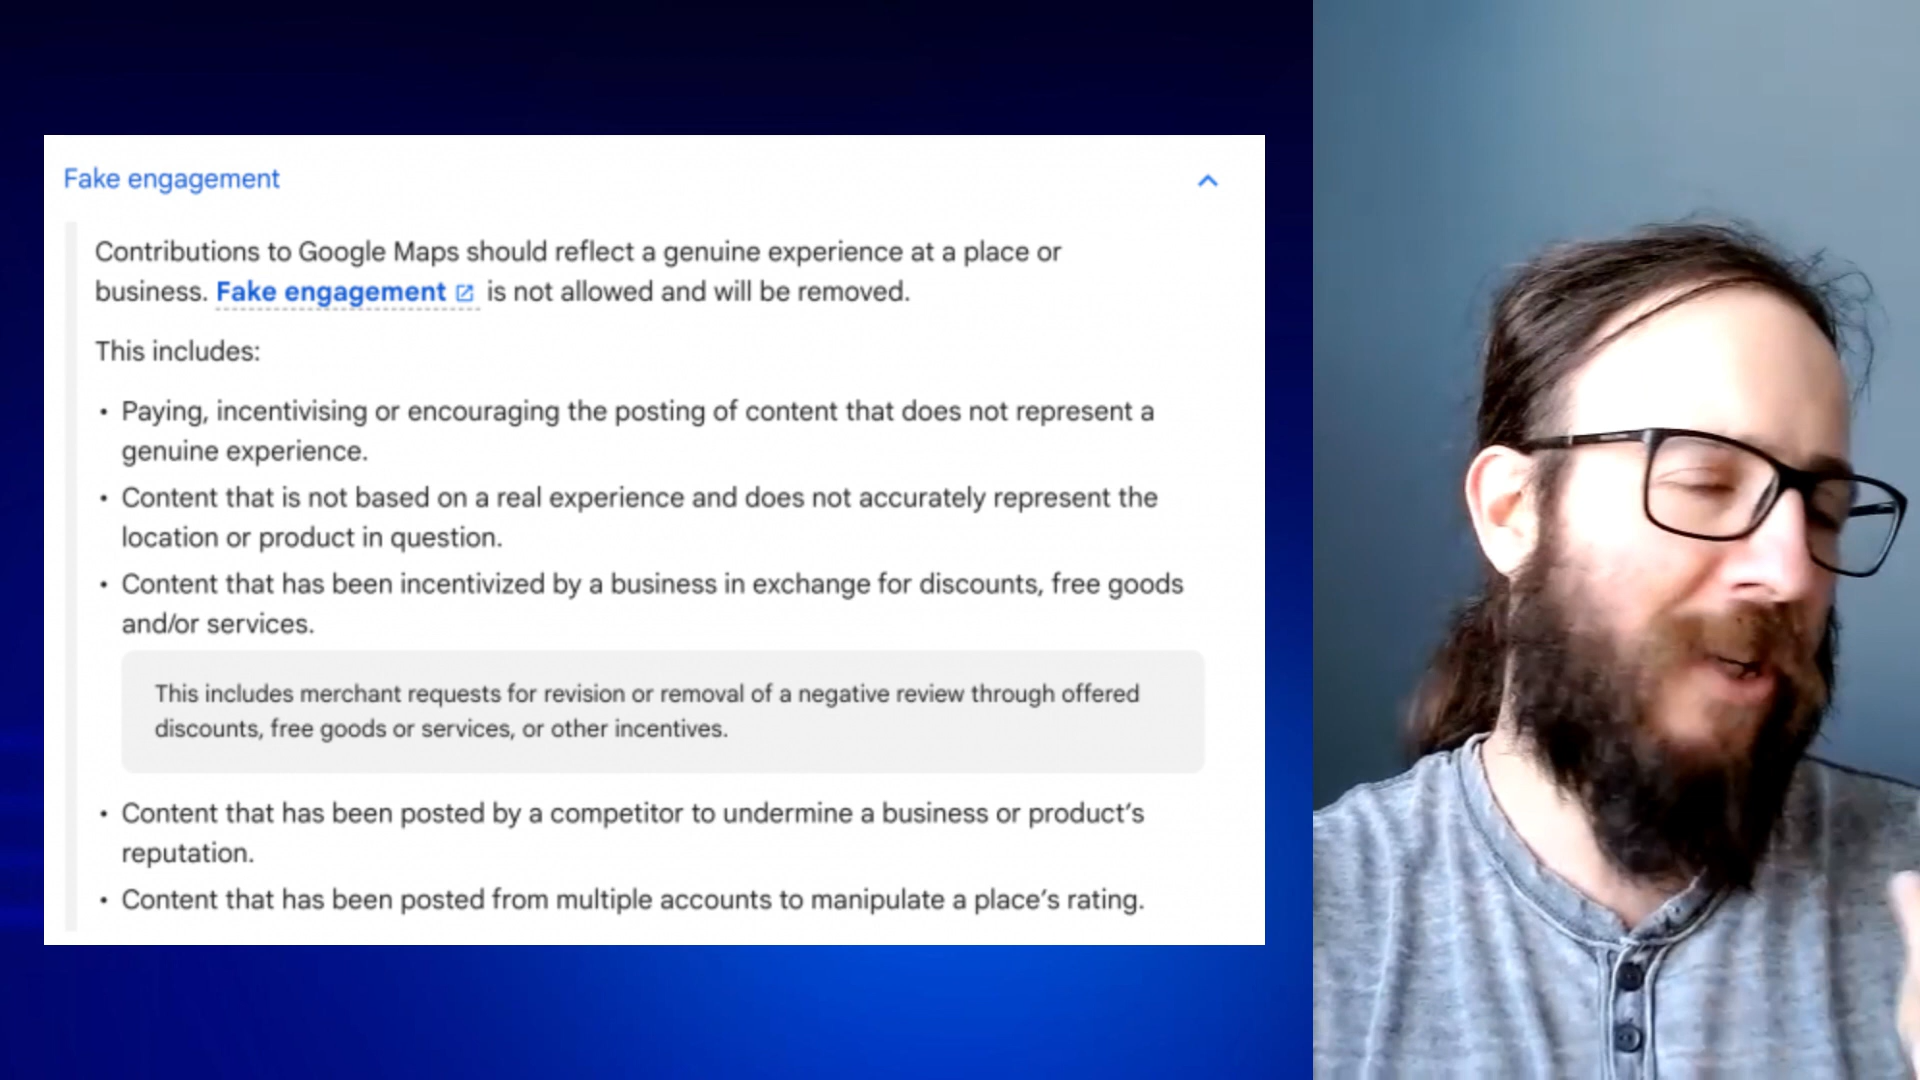 Fake engagement
Contributions to Google Maps should reflect a genuine experience at a place or
business. Fake engagement is not allowed and will be removed.
This includes:
• Paying, incentivising or encouraging the posting of content that does not represent a
genuine experience.
• Content that is not based on a real experience and does not accurately represent the
location or product in question.
• Content that has been incentivized by a business in exchange for discounts, free goods
and/or services.
This includes merchant requests for revision or removal of a negative review through offered
discounts, free goods or services, or other incentives.
• Content that has been posted by a competitor to undermine a business or product’s
reputation.
• Content that has been posted from multiple accounts to manipulate a place’s rating.